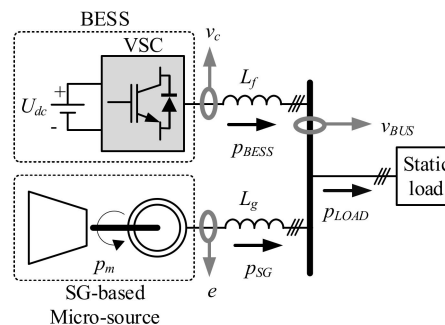 BESS
VSC
v_c
L_f
+
U_dc
-
p_BESS
v_BUS
Static
load
p_LOAD
L_g
p_m
p_SG
e
SG-based
Micro-source